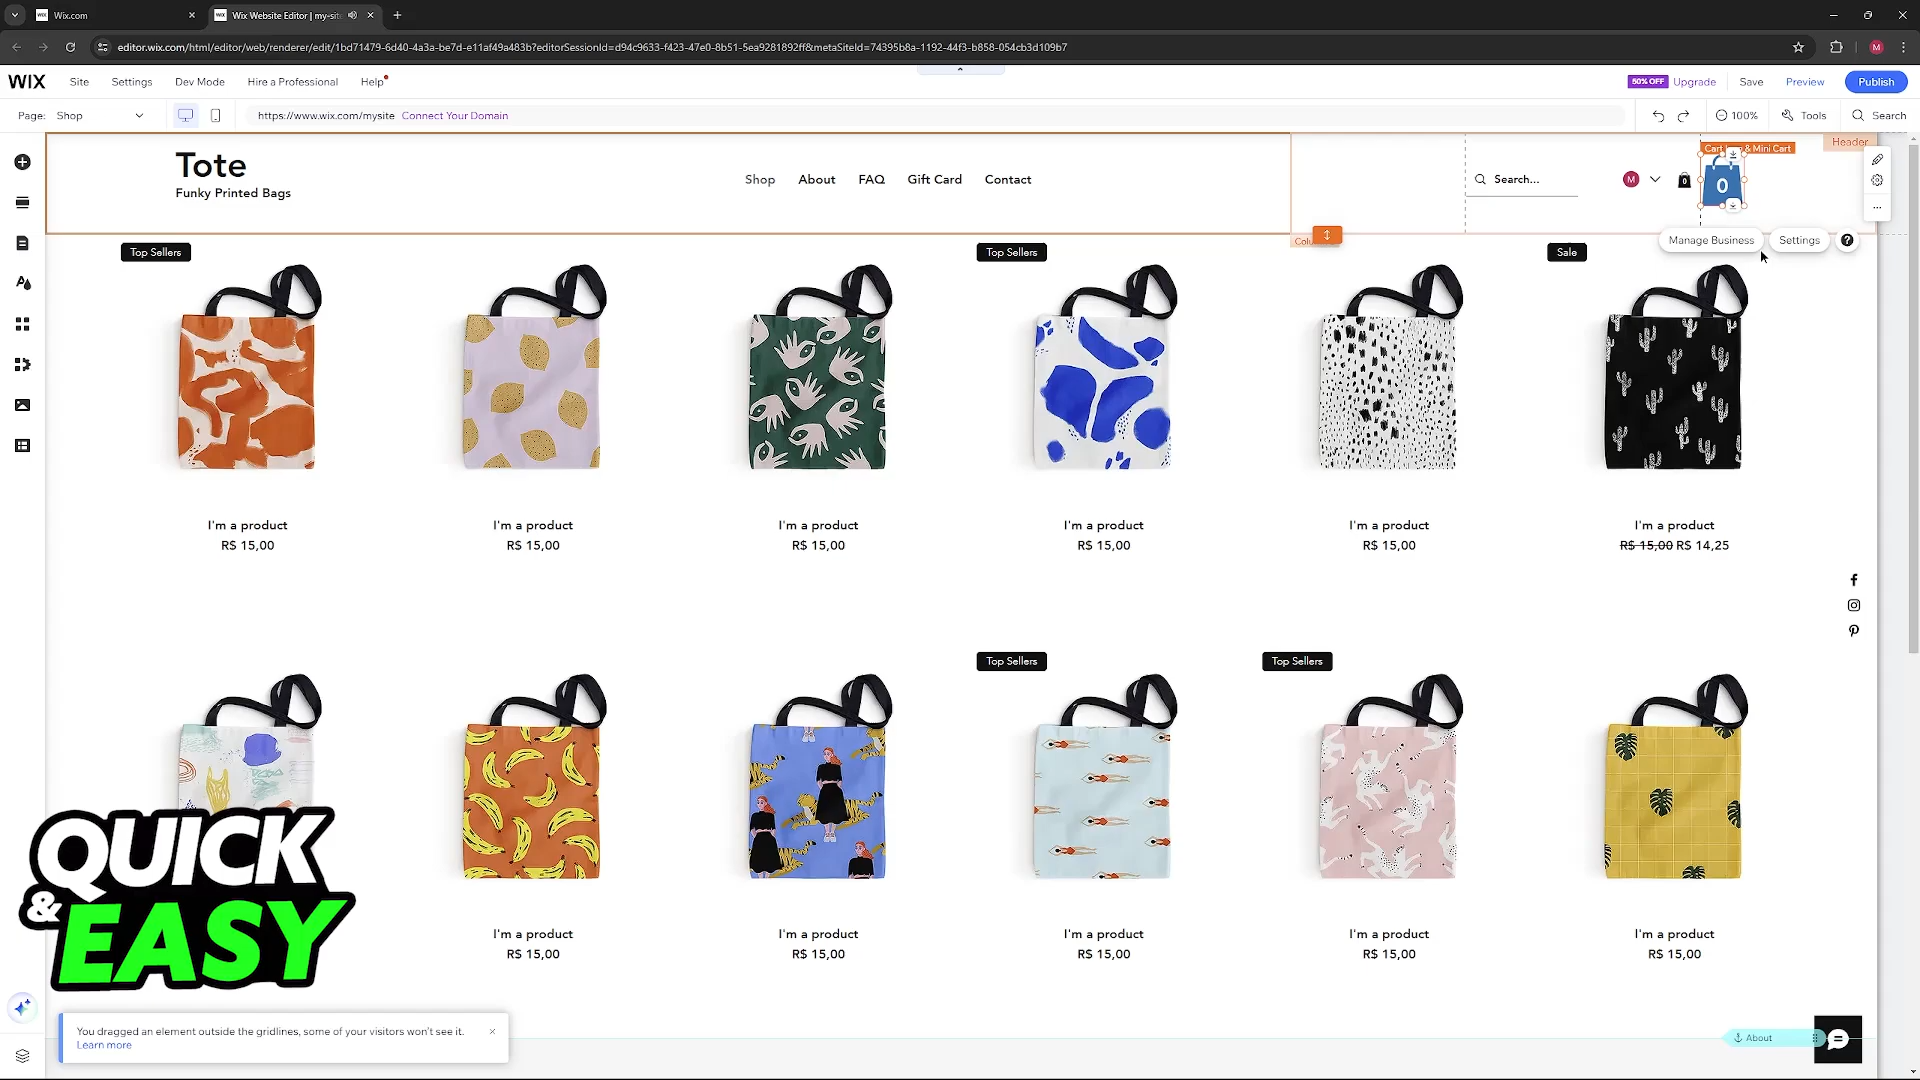 Wix.com
Wix Website Editor | my-sit
editor.wix.com/html/editor/web/renderer/edit/1bd71479-6d40-4a3a-be7d-e11af49a483b?editorSessionId=d94c9633-f423-47e0-8b51-5ea9281892ff&metaSiteId=74395b8a-1192-44f3-b858-054cb3d109b7
M
WIX Site Settings Dev Mode Hire a Professional Help
50% OFF Upgrade Save Preview Publish
Page: Shop
https://www.wix.com/mysite Connect Your Domain
100% Tools Search
Header
Tote
Funky Printed Bags
Shop About FAQ Gift Card Contact
Search...
M
0
0
Manage Business Settings ?
Top Sellers
Top Sellers
Sale
I'm a product
R$ 15,00
I'm a product
R$ 15,00
I'm a product
R$ 15,00
I'm a product
R$ 15,00
I'm a product
R$ 15,00
I'm a product
R$ 15,00 R$ 14,25
Top Sellers
Top Sellers
I'm a product
R$ 15,00
I'm a product
R$ 15,00
I'm a product
R$ 15,00
I'm a product
R$ 15,00
I'm a product
R$ 15,00
QUICK
& EASY
You dragged an element outside the gridlines, some of your visitors won't see it.
Learn more
About